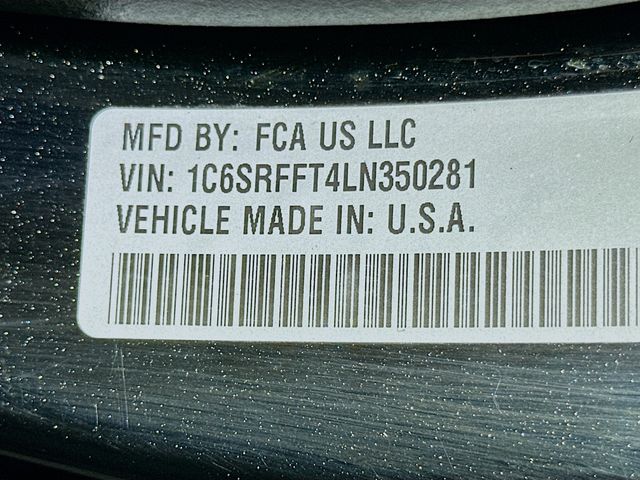 MFD BY: FCA US LLC
VIN: 1C6SRFFT4LN350281
VEHICLE MADE IN: U.S.A.